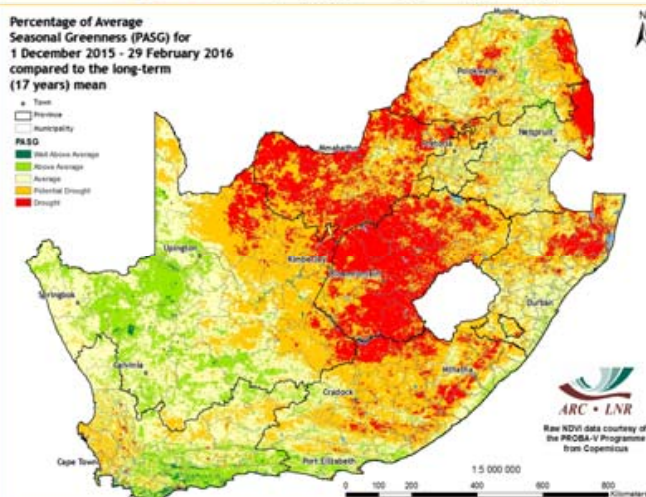 Percentage of Average
Seasonal Greenness (PASG) for
1 December 2015 - 29 February 2016
compared to the long-term
(17 years) mean
Town
Province
Municipality
PASG
Well Above Average
Above Average
Average
Potential Drought
Drought
N
Musina
Polokwane
Mmabatho
Pretoria
Nelspruit
Upington
Kimberley
Bloemfontein
Springbok
Durban
Calvinia
Mthatha
Cradock
Cape Town
Port Elizabeth
ARC • LNR
Raw NDVI data courtesy of
the PROBA-V Programme
from Copernicus
1:5 000 000
0 100 200 400 600 800
Kilometers